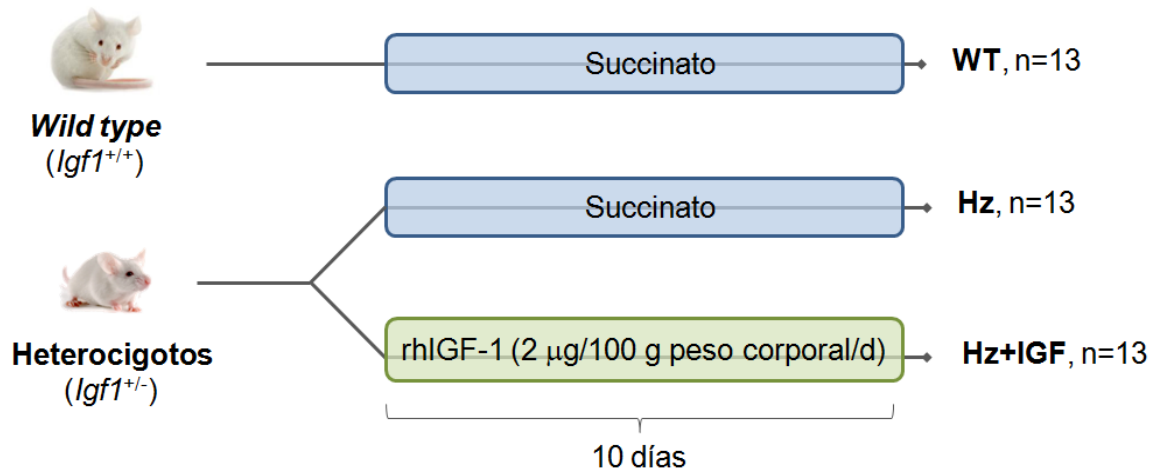 Succinato
WT, n=13
Wild type
(Igf1+/+)
Succinato
Hz, n=13
Heterocigotos
(Igf1+/-)
rhIGF-1 (2 μg/100 g peso corporal/d)
Hz+IGF, n=13
10 días